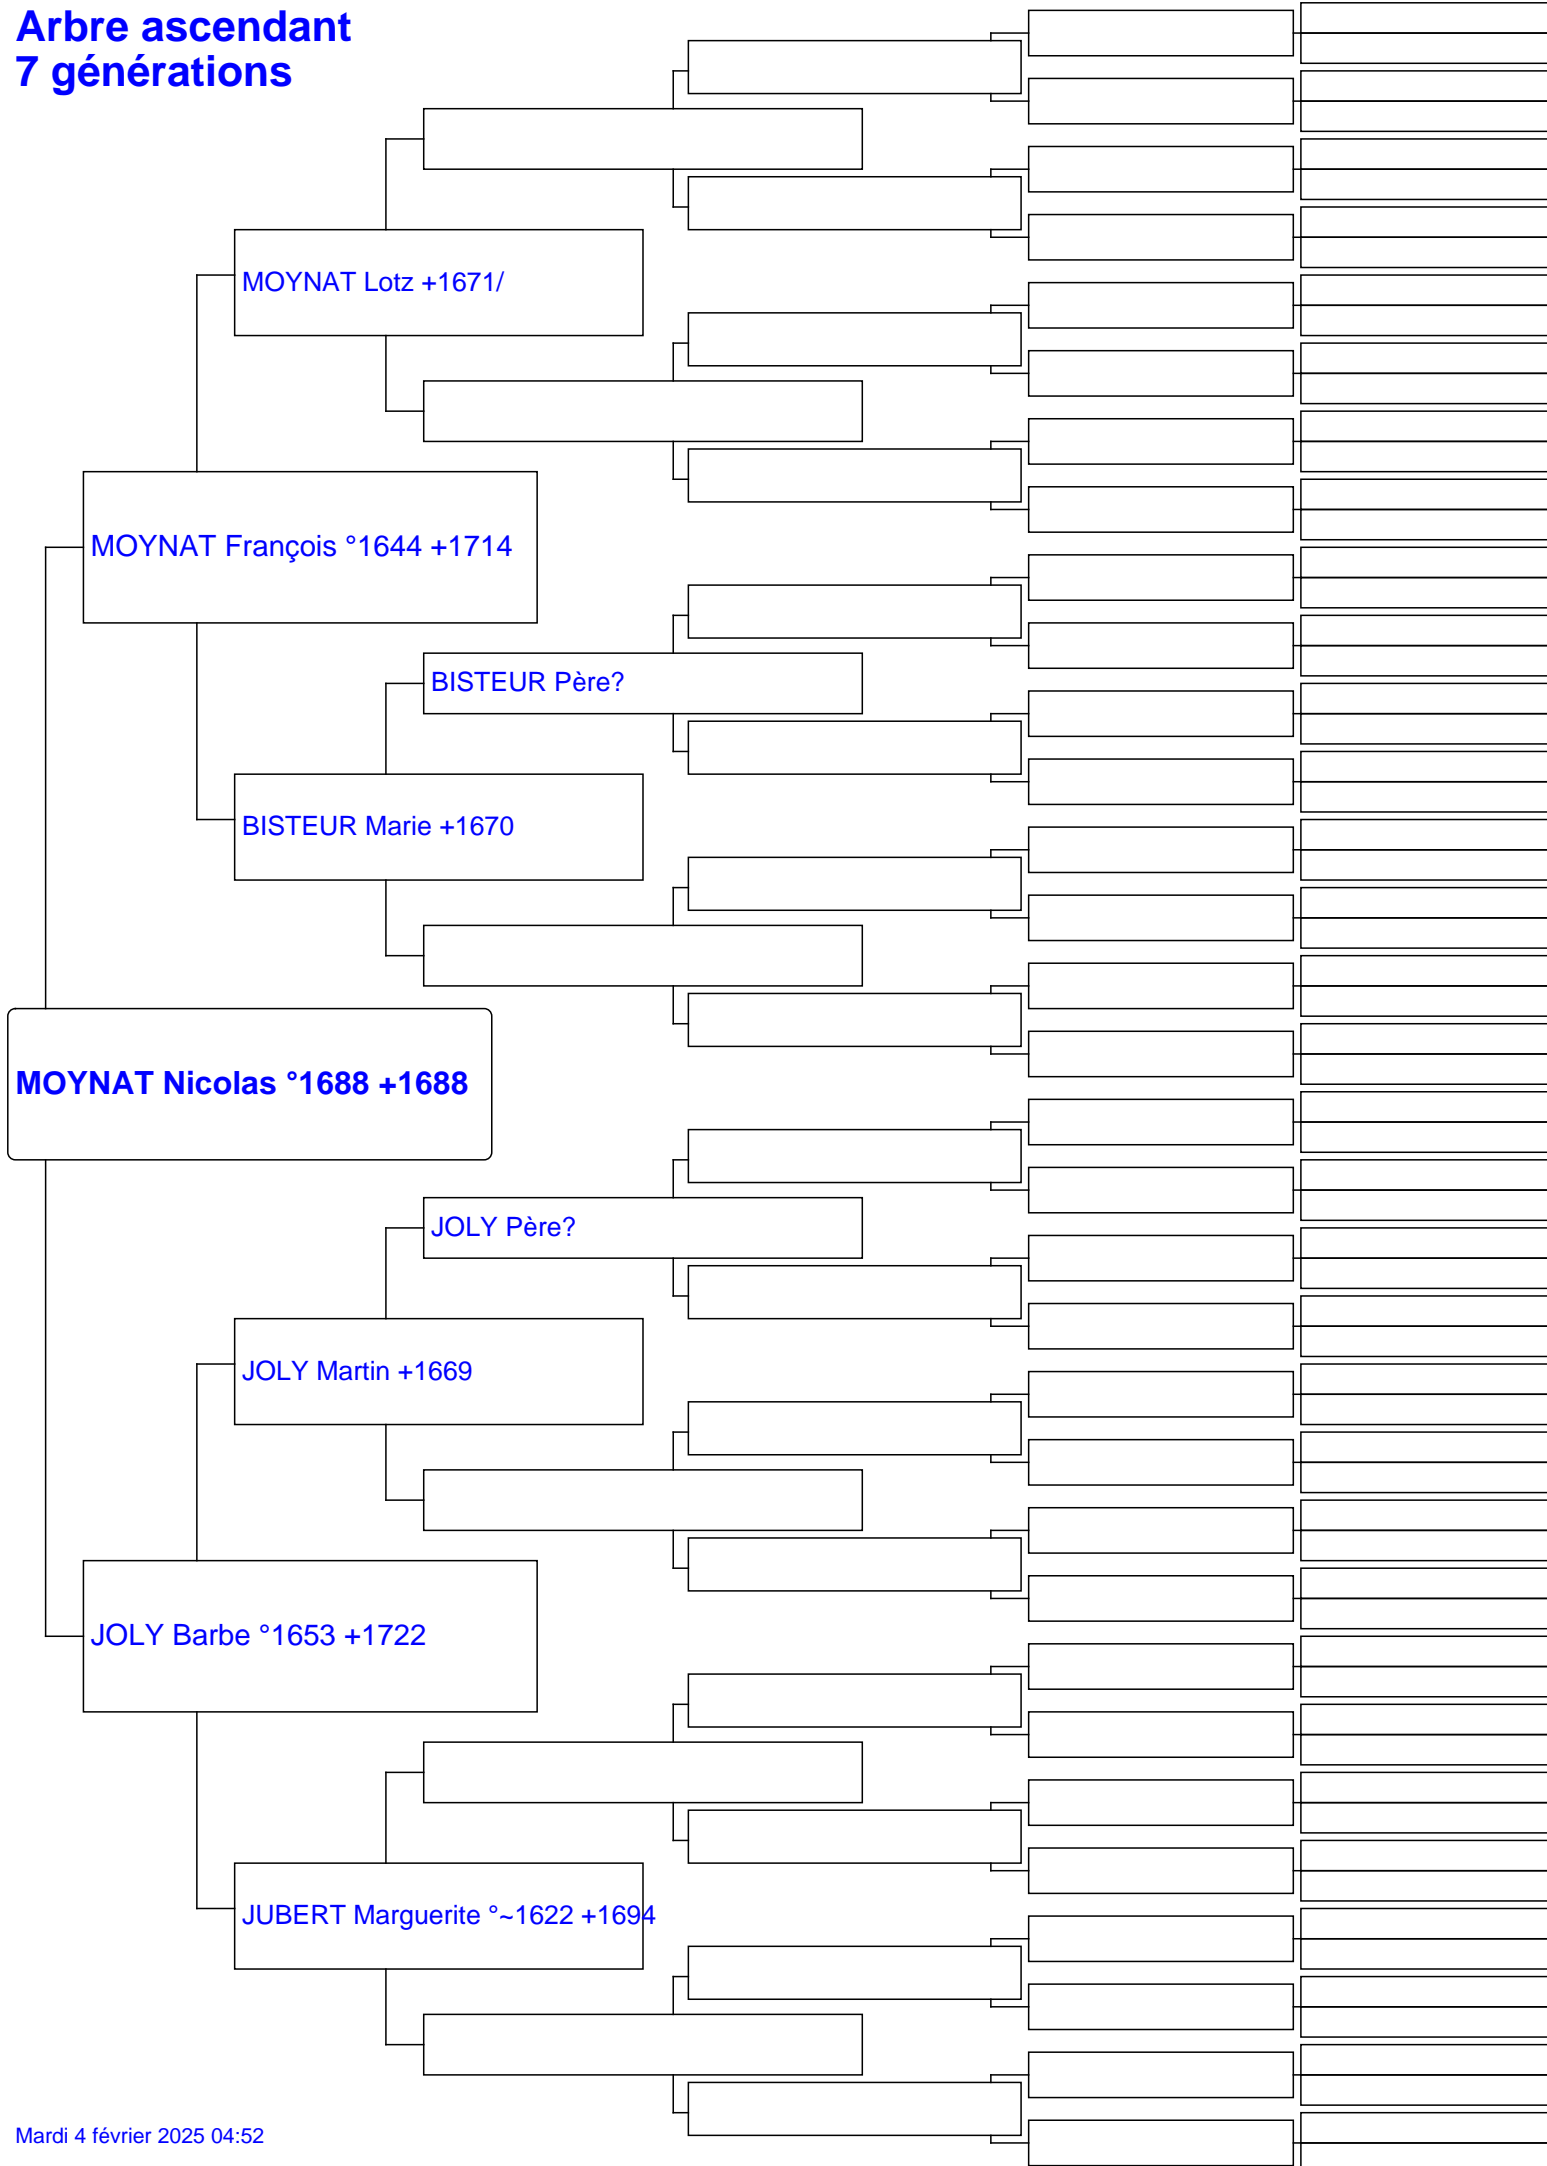 Arbre ascendant
7 générations
MOYNAT Lotz +1671/
MOYNAT François °1644 +1714
BISTEUR Père?
BISTEUR Marie +1670
MOYNAT Nicolas °1688 +1688
JOLY Père?
JOLY Martin +1669
JOLY Barbe °1653 +1722
JUBERT Marguerite °~1622 +1694
Mardi 4 février 2025 04:52